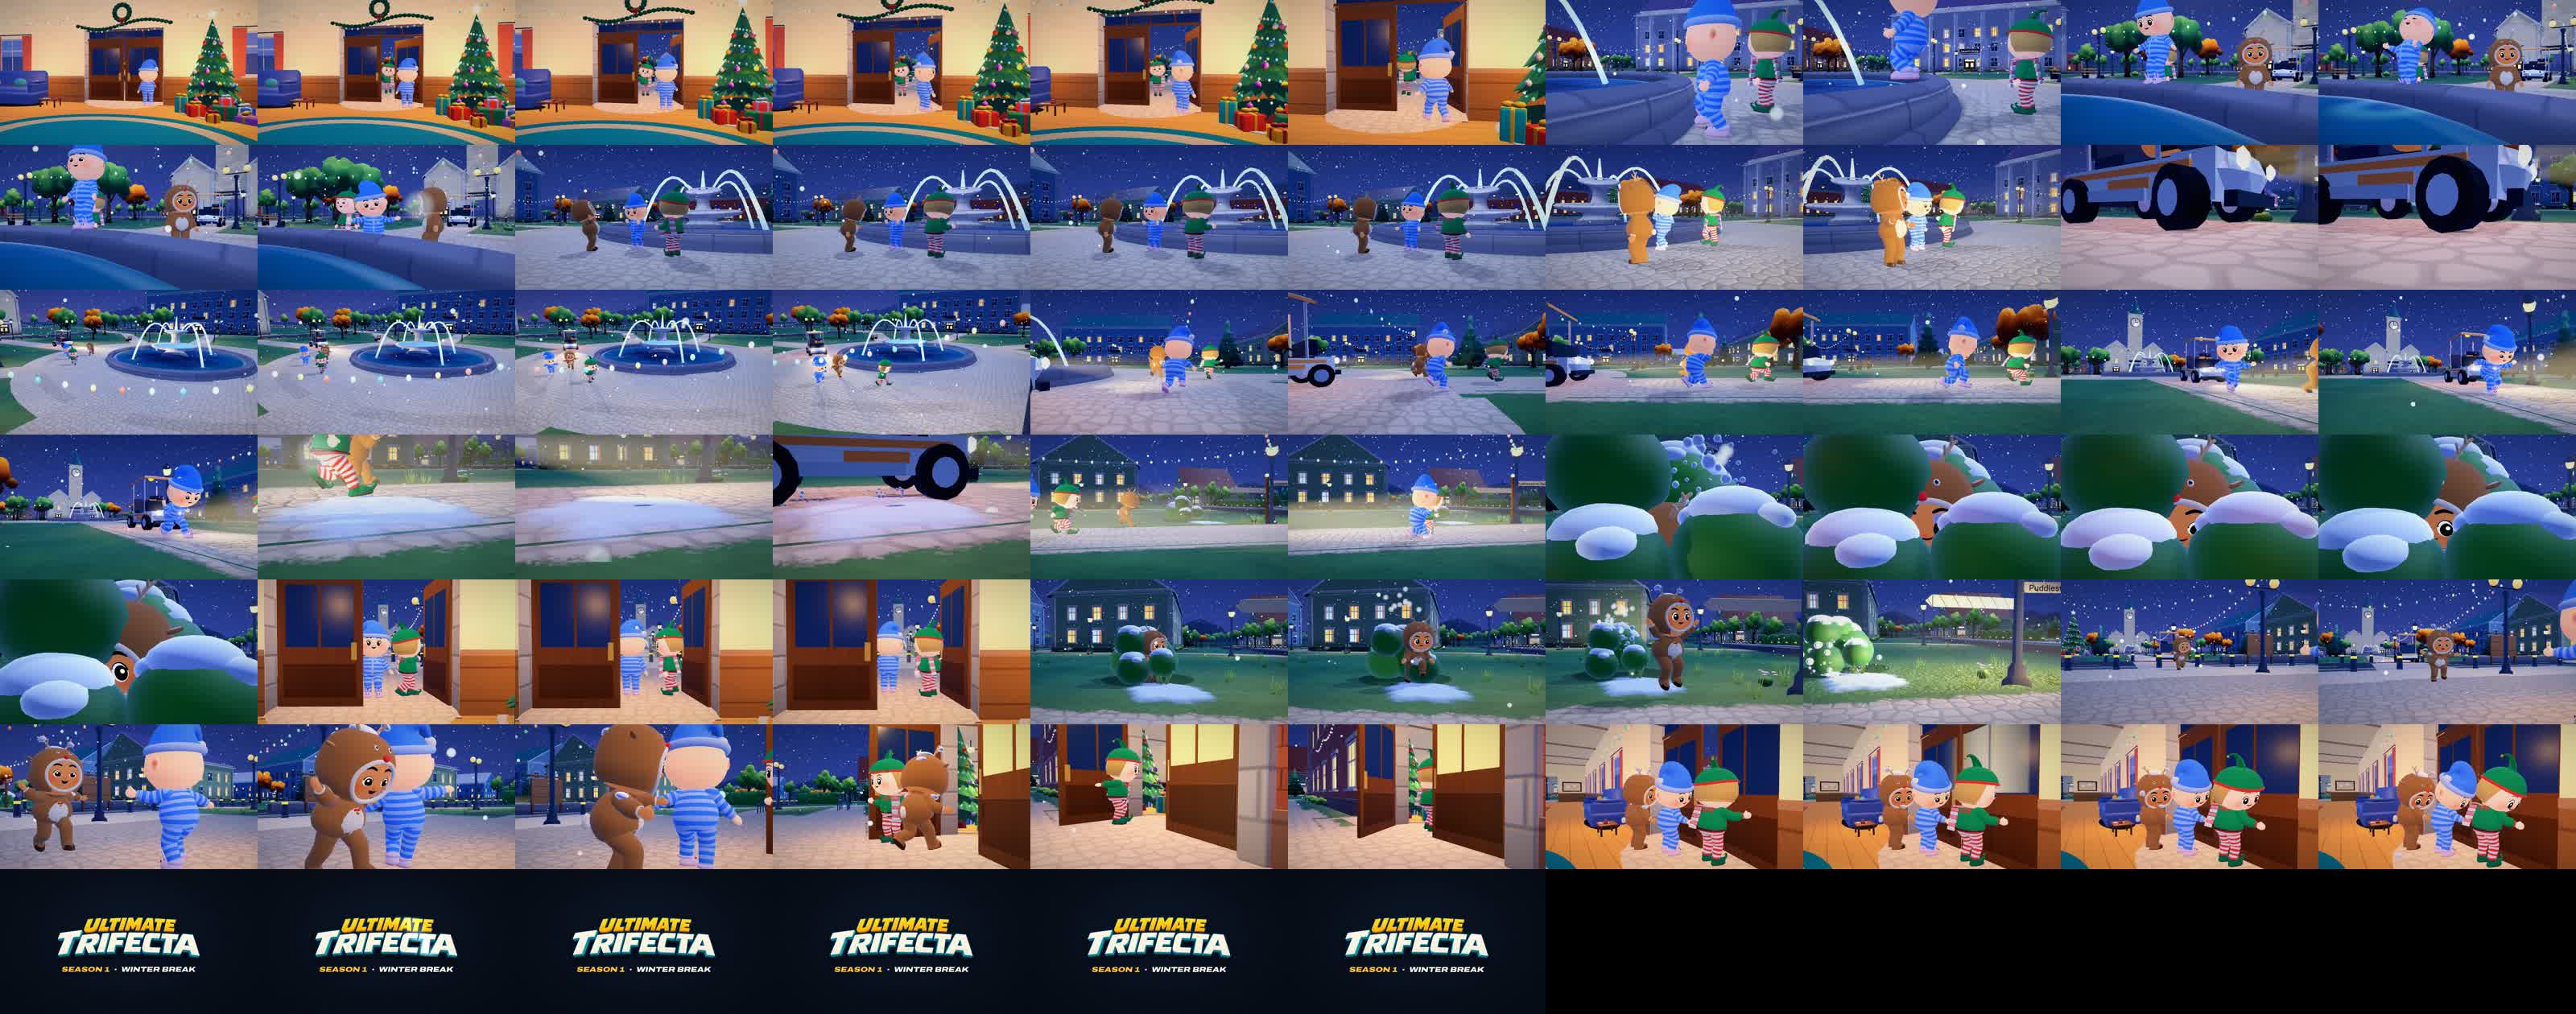 Puddles
ULTIMATE
TRIFECTA
SEASON 1 · WINTER BREAK
ULTIMATE
TRIFECTA
SEASON 1 · WINTER BREAK
ULTIMATE
TRIFECTA
SEASON 1 · WINTER BREAK
ULTIMATE
TRIFECTA
SEASON 1 · WINTER BREAK
ULTIMATE
TRIFECTA
SEASON 1 · WINTER BREAK
ULTIMATE
TRIFECTA
SEASON 1 · WINTER BREAK